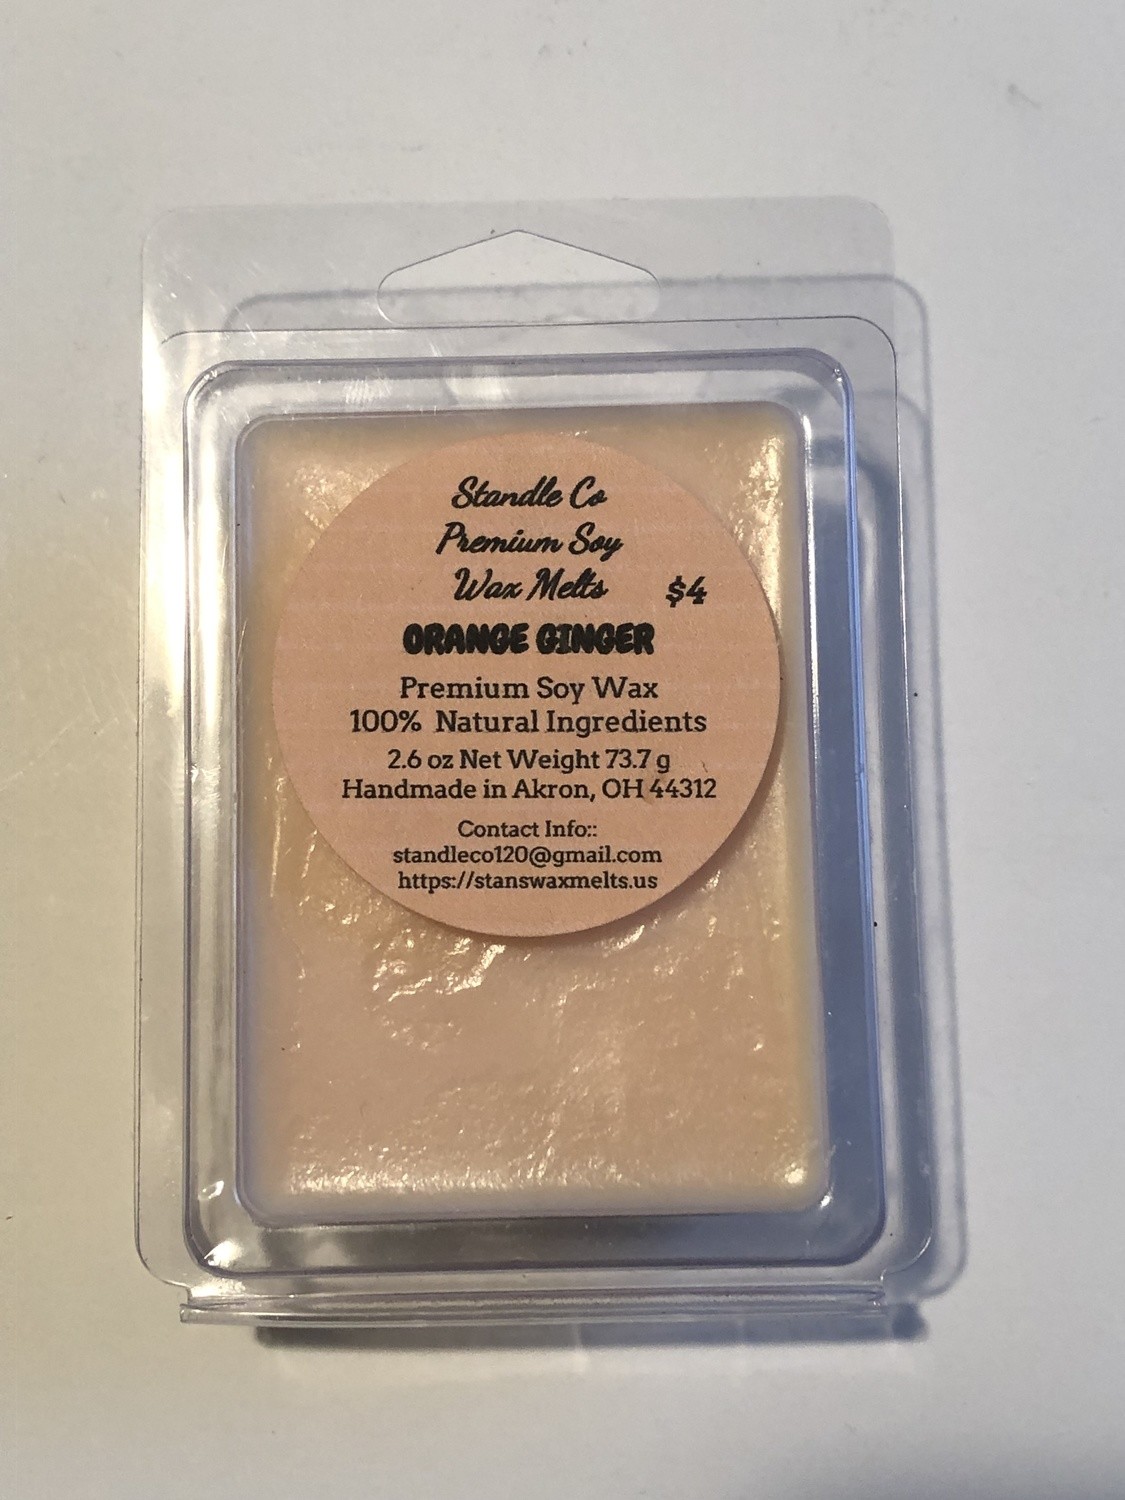 Standle Co
Premium Soy
Wax Melts $4
ORANGE GINGER
Premium Soy Wax
100% Natural Ingredients
2.6 oz Net Weight 73.7 g
Handmade in Akron, OH 44312
Contact Info::
standleco120@gmail.com
https://stanswaxmelts.us